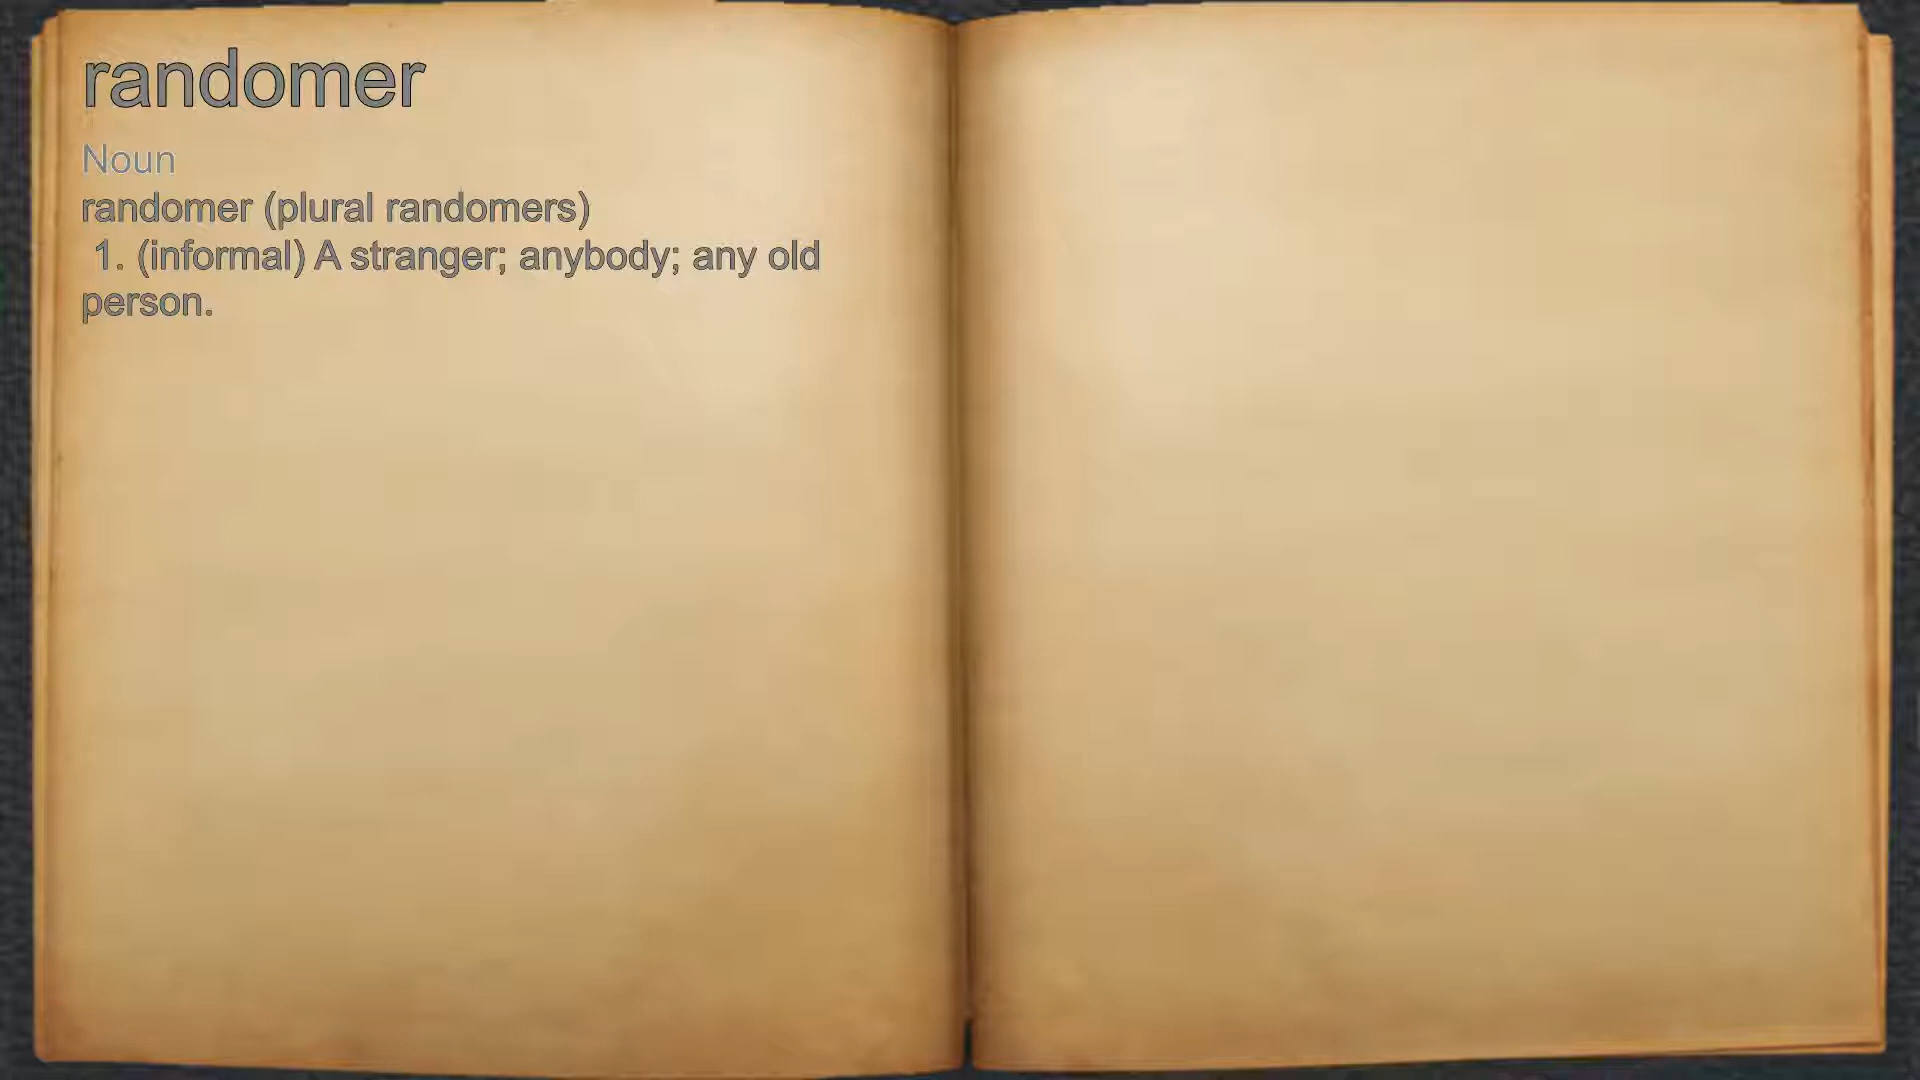 randomer
Noun
randomer (plural randomers)
1. (informal) A stranger; anybody; any old
person.